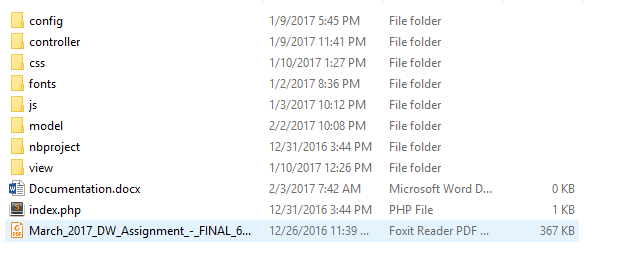 config 1/9/2017 5:45 PM File folder
controller 1/9/2017 11:41 PM File folder
css 1/10/2017 1:27 PM File folder
fonts 1/2/2017 8:36 PM File folder
js 1/3/2017 10:12 PM File folder
model 2/2/2017 10:08 PM File folder
nbproject 12/31/2016 3:44 PM File folder
view 1/10/2017 12:26 PM File folder
Documentation.docx 2/3/2017 7:42 AM Microsoft Word D... 0 KB
index.php 12/31/2016 3:44 PM PHP File 1 KB
March_2017_DW_Assignment_-_FINAL_6... 12/26/2016 11:39 ... Foxit Reader PDF ... 367 KB